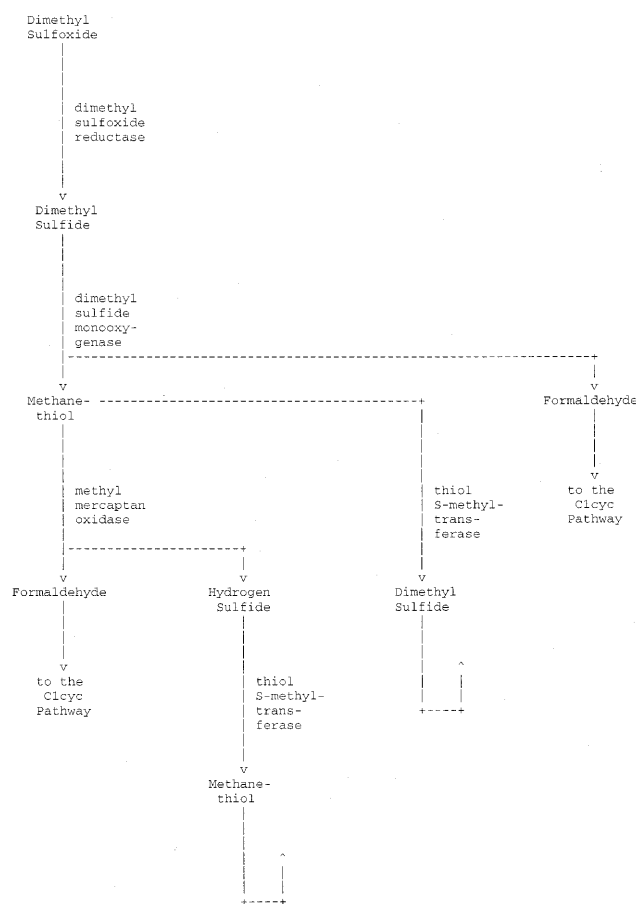 Dimethyl
Sulfoxide
dimethyl
sulfoxide
reductase
Dimethyl
Sulfide
dimethyl
sulfide
monooxy-
genase
Methane-
thiol
Formaldehyde
methyl
mercaptan
oxidase
thiol
S-methyl-
trans-
ferase
to the
C1cyc
Pathway
Formaldehyde
Hydrogen
Sulfide
Dimethyl
Sulfide
to the
C1cyc
Pathway
thiol
S-methyl-
trans-
ferase
Methane-
thiol